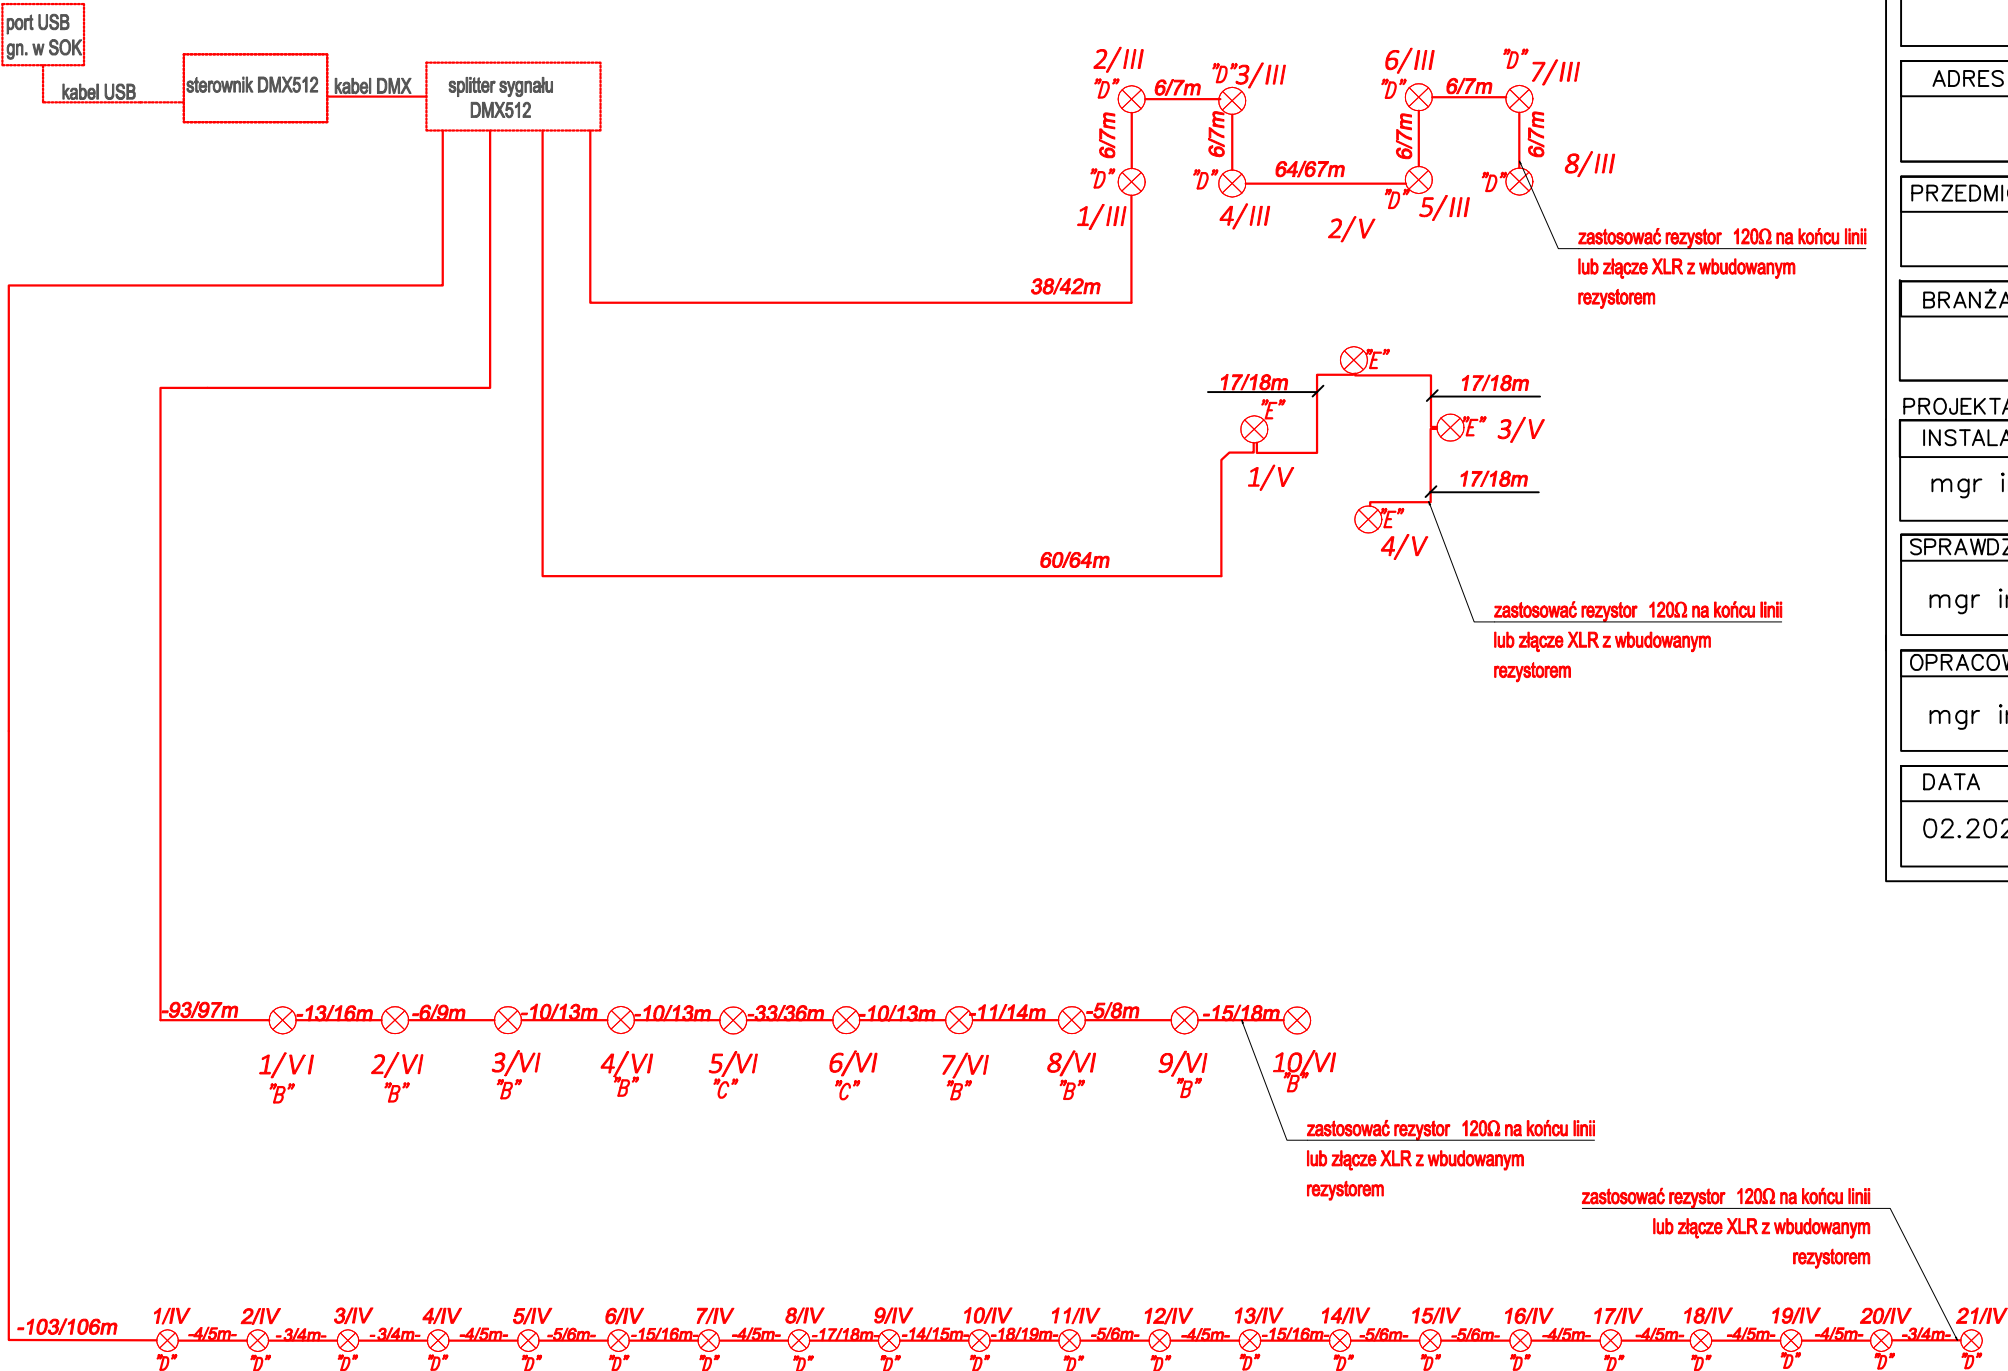 port USB
gn. w SOK
kabel USB
sterownik DMX512
kabel DMX
splitter sygnału
DMX512
2/III
"D"
6/7m
"D"
3/III
6/7m
6/7m
"D"
1/III
"D"
4/III
64/67m
2/V
6/III
"D"
6/7m
"D"
7/III
6/7m
6/7m
"D"
5/III
"D"
8/III
zastosować rezystor 120Ω na końcu linii
lub złącze XLR z wbudowanym
rezystorem
38/42m
"E"
17/18m
17/18m
"E"
1/V
"E"
3/V
17/18m
"E"
4/V
60/64m
zastosować rezystor 120Ω na końcu linii
lub złącze XLR z wbudowanym
rezystorem
-93/97m -13/16m -6/9m -10/13m -10/13m -33/36m -10/13m -11/14m -5/8m -15/18m
1/VI 2/VI 3/VI 4/VI 5/VI 6/VI 7/VI 8/VI 9/VI 10/VI
"B" "B" "B" "B" "C" "C" "B" "B" "B" "B"
zastosować rezystor 120Ω na końcu linii
lub złącze XLR z wbudowanym
rezystorem
zastosować rezystor 120Ω na końcu linii
lub złącze XLR z wbudowanym
rezystorem
1/IV 2/IV 3/IV 4/IV 5/IV 6/IV 7/IV 8/IV 9/IV 10/IV 11/IV 12/IV 13/IV 14/IV 15/IV 16/IV 17/IV 18/IV 19/IV 20/IV 21/IV
-103/106m -4/5m- -3/4m- -3/4m- -4/5m- -5/6m- -15/16m- -4/5m- -17/18m- -14/15m- -18/19m- -5/6m- -4/5m- -15/16m- -5/6m- -5/6m- -4/5m- -4/5m- -4/5m- -4/5m- -3/4m-
"D" "D" "D" "D" "D" "D" "D" "D" "D" "D" "D" "D" "D" "D" "D" "D" "D" "D" "D" "D" "D"
ADRES
PRZEDMI
BRANŻA
PROJEKTA
INSTALA
mgr i
SPRAWDZ
mgr i
OPRACOW
mgr i
DATA
02.202